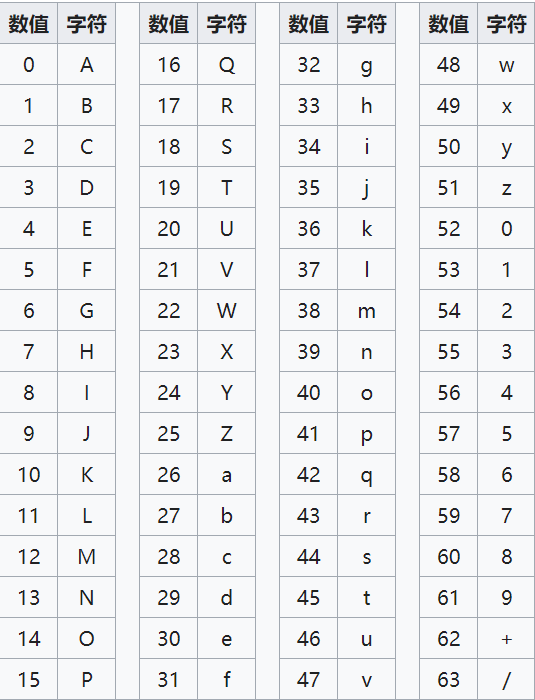 数值 字符 数值 字符 数值 字符 数值 字符
0 A 16 Q 32 g 48 w
1 B 17 R 33 h 49 x
2 C 18 S 34 i 50 y
3 D 19 T 35 j 51 z
4 E 20 U 36 k 52 0
5 F 21 V 37 l 53 1
6 G 22 W 38 m 54 2
7 H 23 X 39 n 55 3
8 I 24 Y 40 o 56 4
9 J 25 Z 41 p 57 5
10 K 26 a 42 q 58 6
11 L 27 b 43 r 59 7
12 M 28 c 44 s 60 8
13 N 29 d 45 t 61 9
14 O 30 e 46 u 62 +
15 P 31 f 47 v 63 /